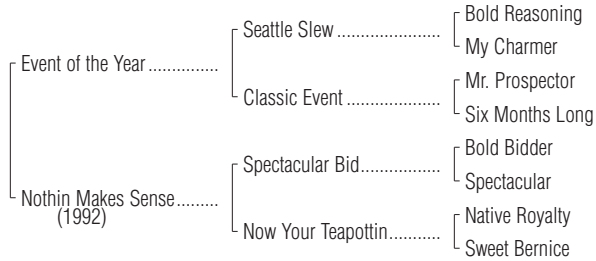 Bold Reasoning
Seattle Slew ......................
My Charmer
Event of the Year ...............
Mr. Prospector
Classic Event ....................
Six Months Long
Bold Bidder
Spectacular Bid.................
Spectacular
Nothin Makes Sense.........
(1992)
Native Royalty
Now Your Teapottin...........
Sweet Bernice